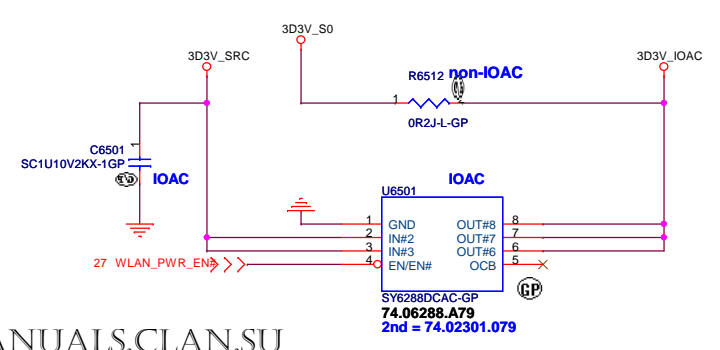 3D3V_S0
3D3V_SRC
3D3V_IOAC
R6512
non-IOAC
1
2
0R2J-L-GP
C6501
1
SC1U10V2KX-1GP
IOAC
IOAC
U6501
1 GND OUT#8 8
2 IN#2 OUT#7 7
3 IN#3 OUT#6 6
4 EN/EN# OCB 5
27 WLAN_PWR_EN#
GP
SY6288DCAC-GP
74.06288.A79
2nd = 74.02301.079
ANUALS.CLAN.SU